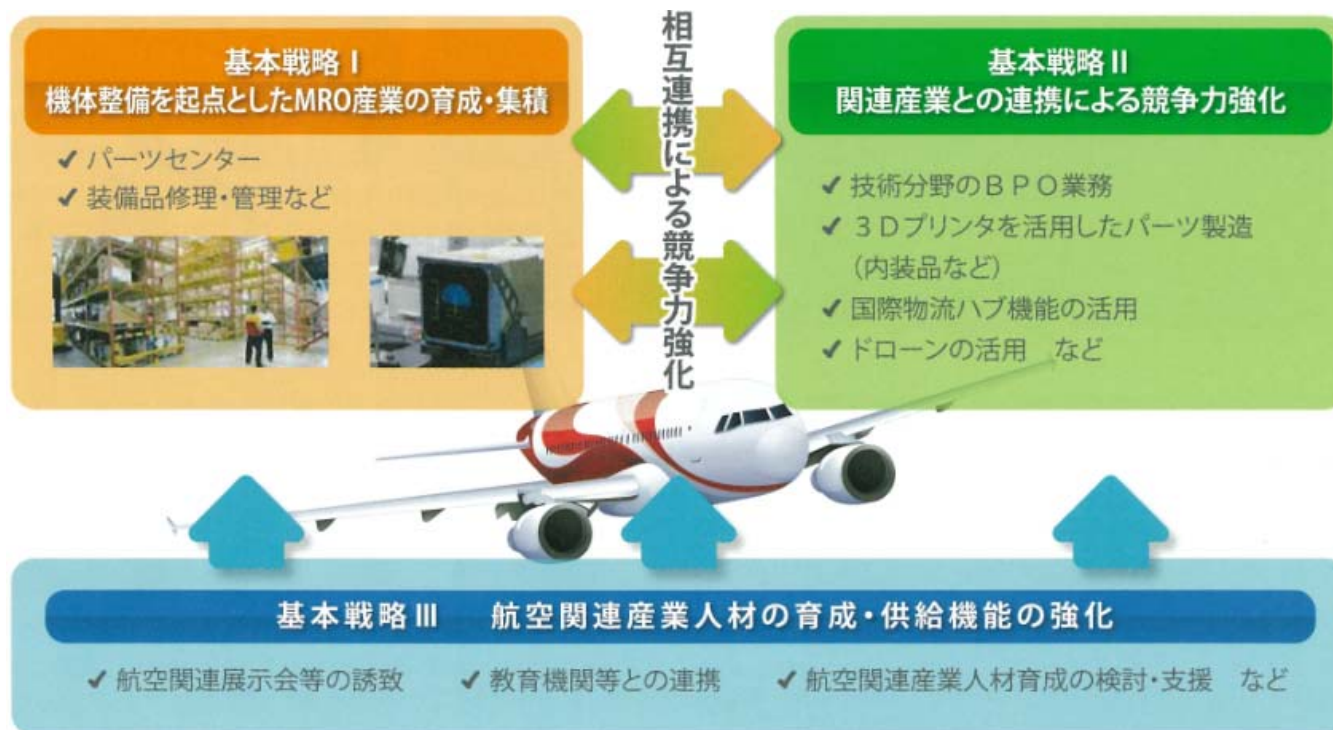 基本戦略Ⅰ
機体整備を起点としたMRO産業の育成・集積
✔ パーツセンター
✔ 装備品修理・管理など
相互連携による競争力強化
基本戦略Ⅱ
関連産業との連携による競争力強化
✔ 技術分野のＢＰＯ業務
✔ ３Ｄプリンタを活用したパーツ製造
（内装品など）
✔ 国際物流ハブ機能の活用
✔ ドローンの活用　など
基本戦略Ⅲ　航空関連産業人材の育成・供給機能の強化
✔ 航空関連展示会等の誘致　✔ 教育機関等との連携　✔ 航空関連産業人材育成の検討・支援　など